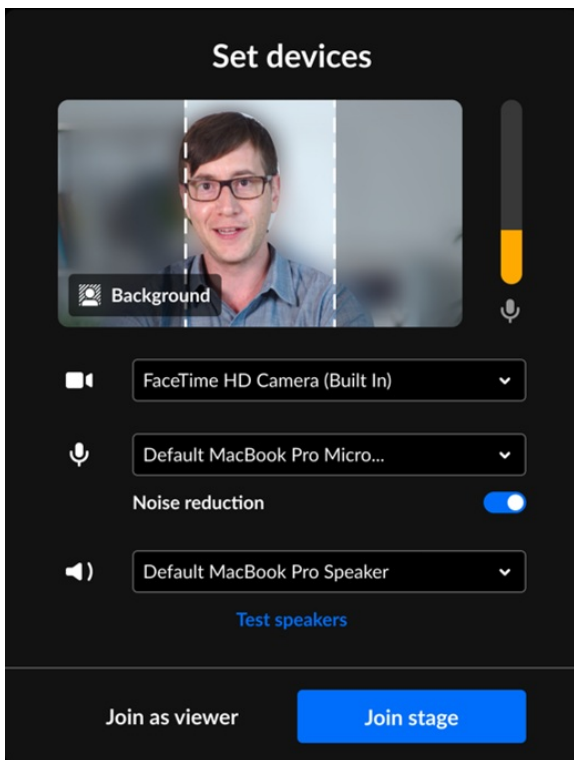 Set devices
Background
FaceTime HD Camera (Built In)
Default MacBook Pro Micro...
Noise reduction
Default MacBook Pro Speaker
Test speakers
Join as viewer
Join stage